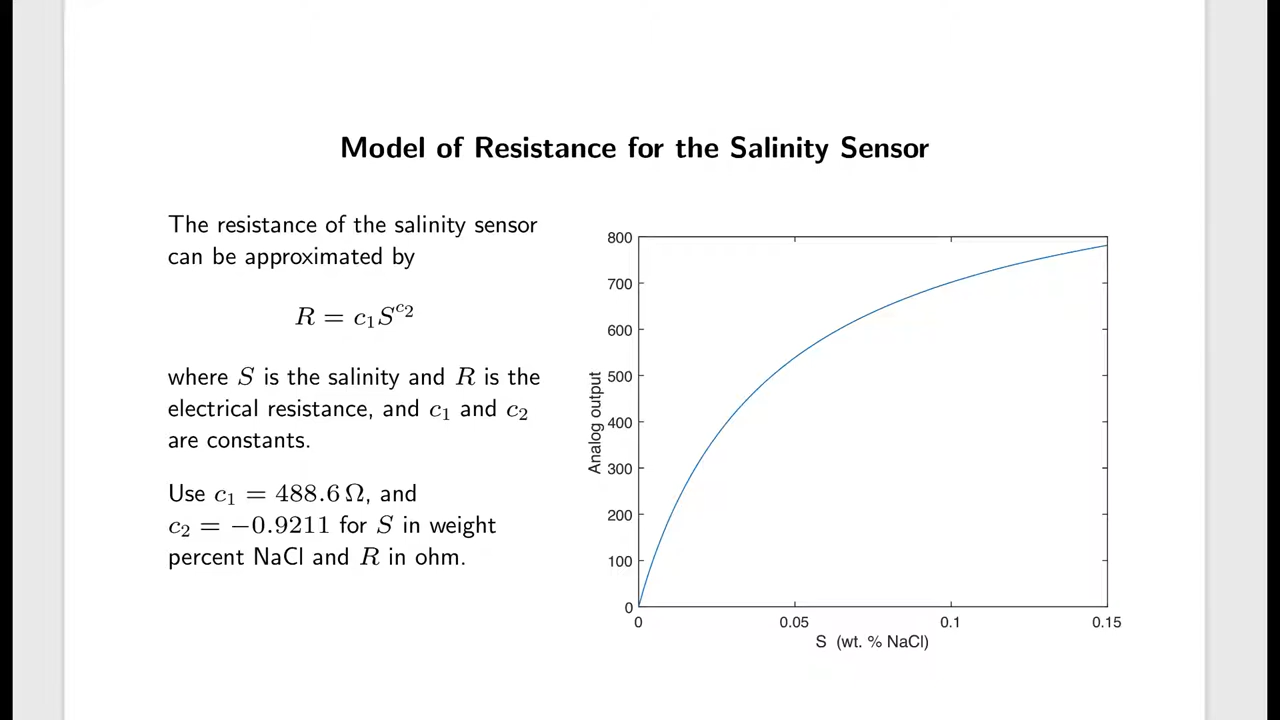 Model of Resistance for the Salinity Sensor
The resistance of the salinity sensor
can be approximated by
R = c₁S^c₂
where S is the salinity and R is the
electrical resistance, and c₁ and c₂
are constants.
Use c₁ = 488.6 Ω, and
c₂ = −0.9211 for S in weight
percent NaCl and R in ohm.
800
700
600
500
400
300
200
100
0
Analog output
0 0.05 0.1 0.15
S (wt. % NaCl)